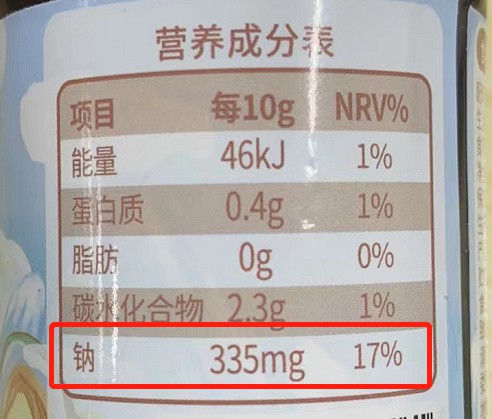 营养成分表
项目 每10g NRV%
能量 46kJ 1%
蛋白质 0.4g 1%
脂肪 0g 0%
碳水化合物 2.3g 1%
钠 335mg 17%